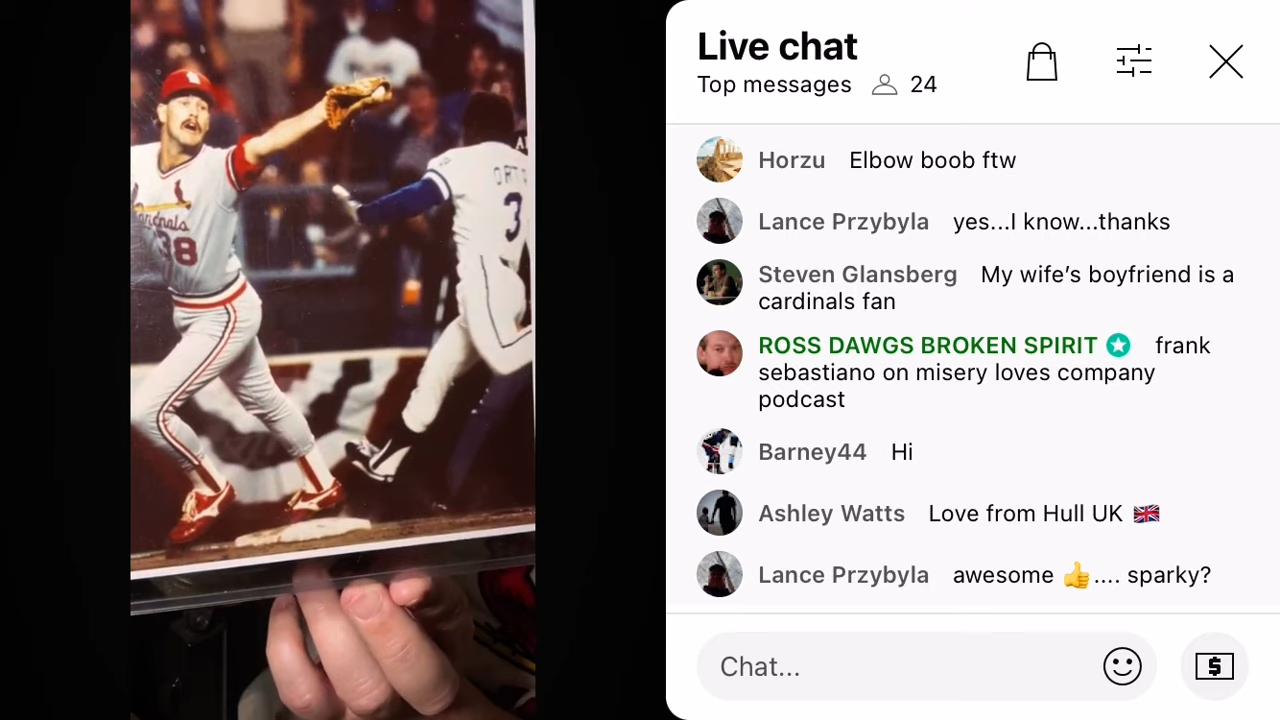 Cardinals
38
ORT
3
Live chat
Top messages 24
Horzu Elbow boob ftw
Lance Przybyla yes...I know...thanks
Steven Glansberg My wife’s boyfriend is a
cardinals fan
ROSS DAWGS BROKEN SPIRIT frank
sebastiano on misery loves company
podcast
Barney44 Hi
Ashley Watts Love from Hull UK 🇬🇧
Lance Przybyla awesome 👍.... sparky?
Chat...
$